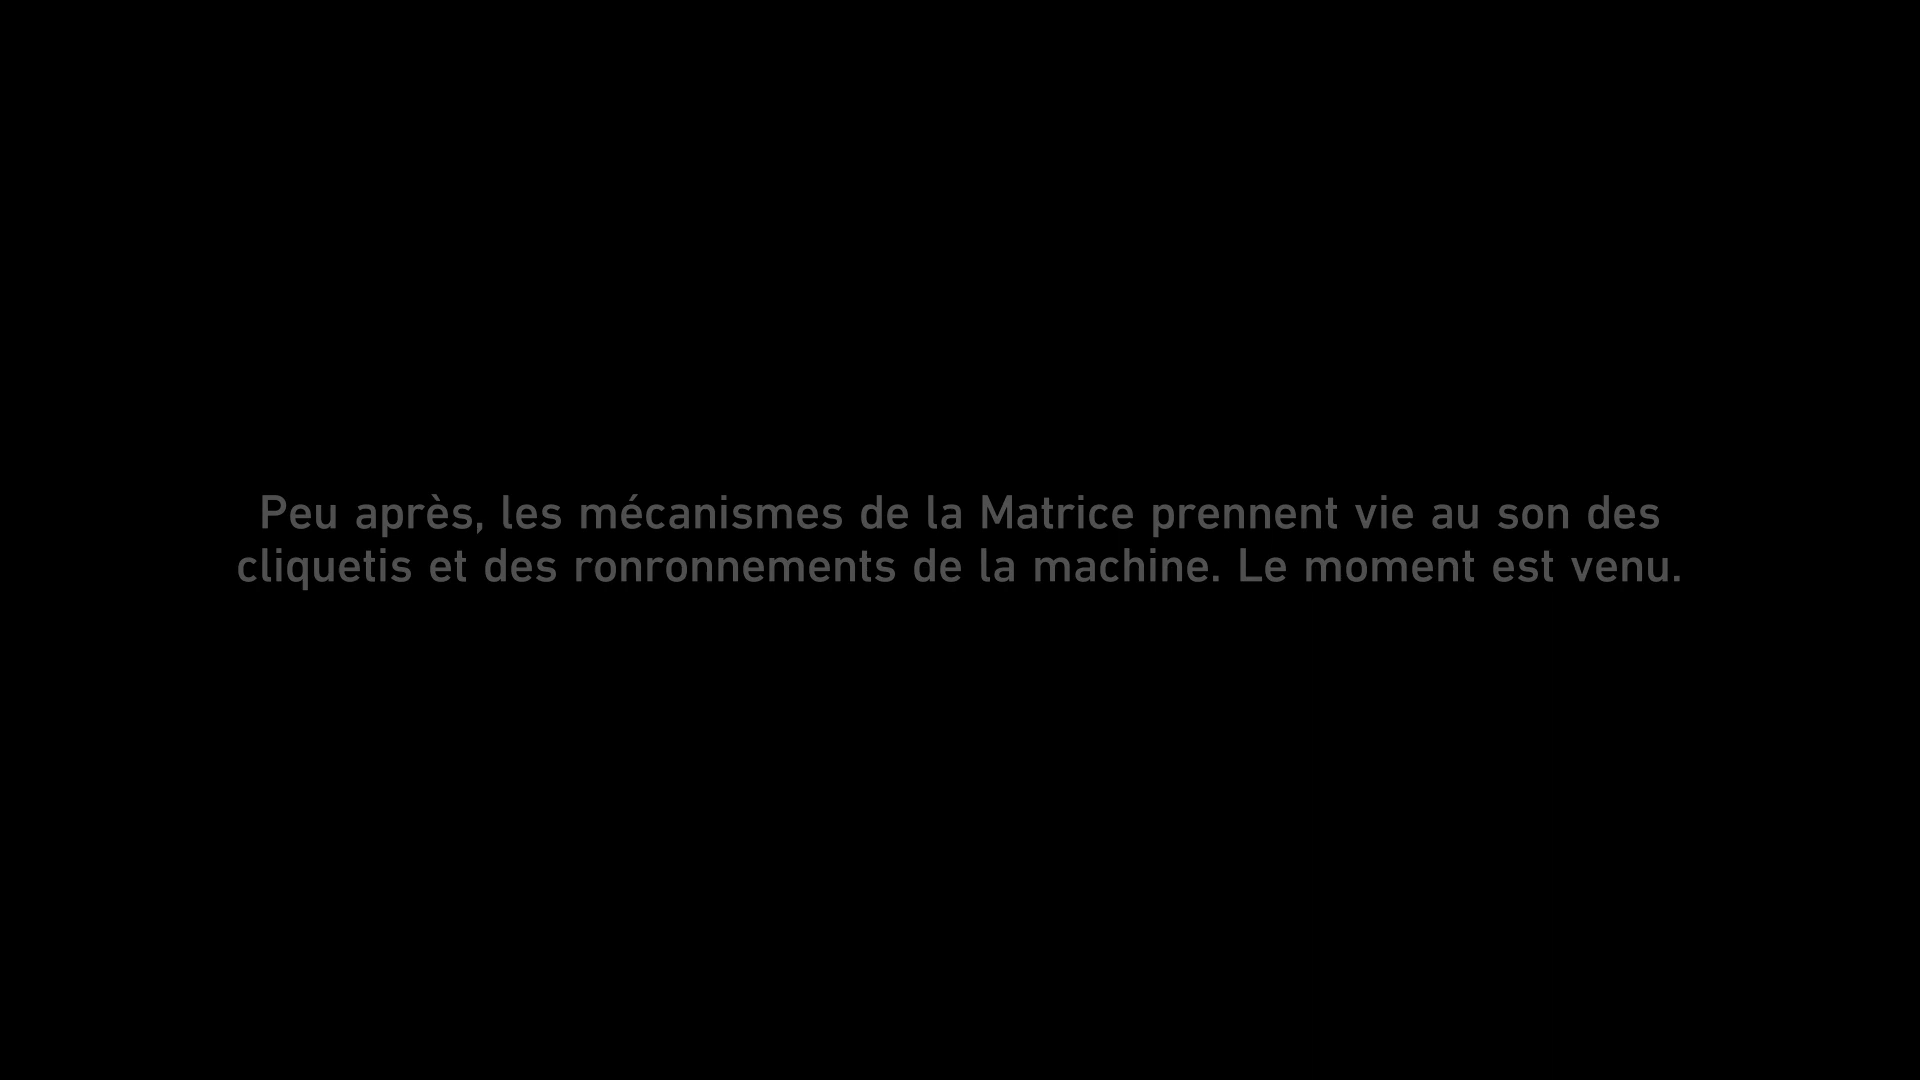 Peu après, les mécanismes de la Matrice prennent vie au son des
cliquetis et des ronronnements de la machine. Le moment est venu.